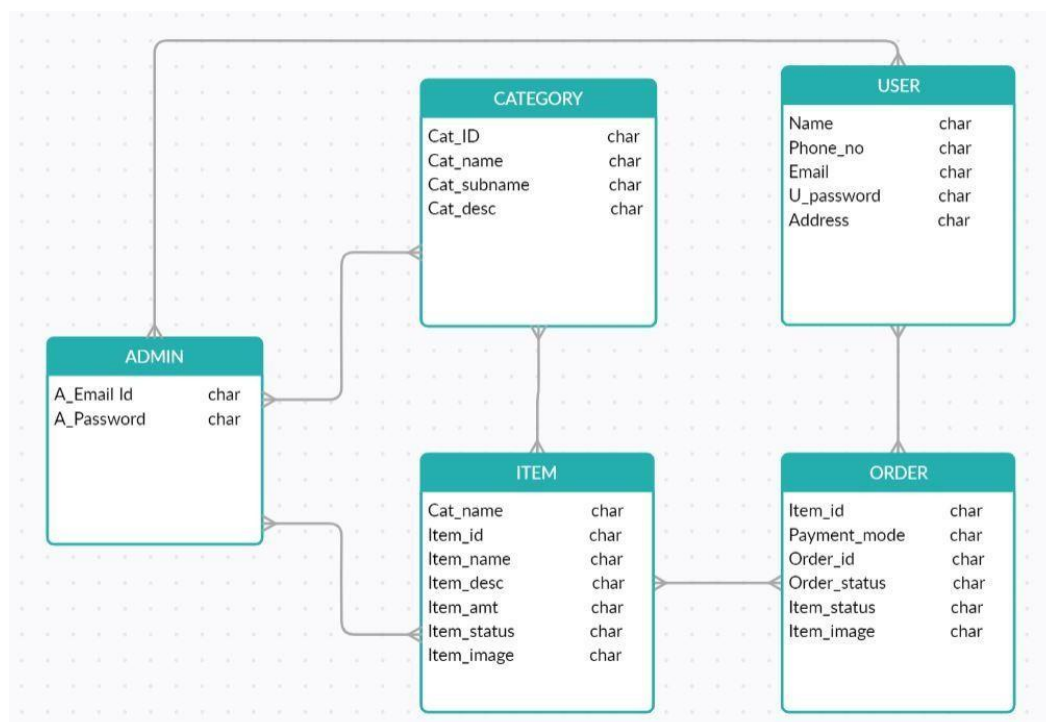 CATEGORY
Cat_ID char
Cat_name char
Cat_subname char
Cat_desc char
USER
Name char
Phone_no char
Email char
U_password char
Address char
ADMIN
A_Email Id char
A_Password char
ITEM
Cat_name char
Item_id char
Item_name char
Item_desc char
Item_amt char
Item_status char
Item_image char
ORDER
Item_id char
Payment_mode char
Order_id char
Order_status char
Item_status char
Item_image char